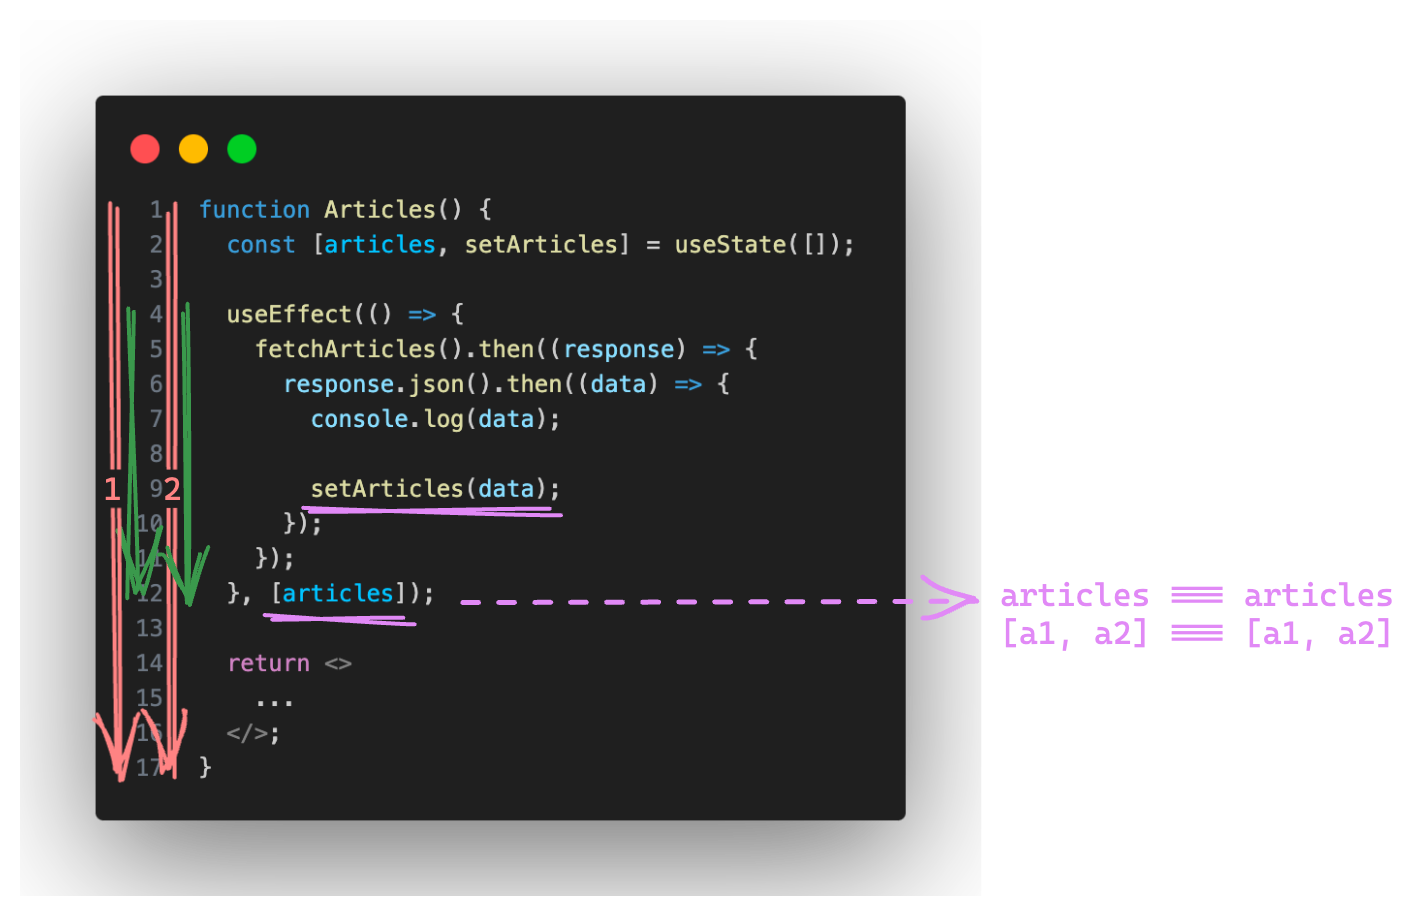 1 function Articles() {
2 const [articles, setArticles] = useState([]);
3
4 useEffect(() => {
5 fetchArticles().then((response) => {
6 response.json().then((data) => {
7 console.log(data);
8
1 9 2 setArticles(data);
10 });
11 });
12 }, [articles]);
articles === articles
13
[a1, a2] === [a1, a2]
14 return <>
15 ...
16 </>;
17 }